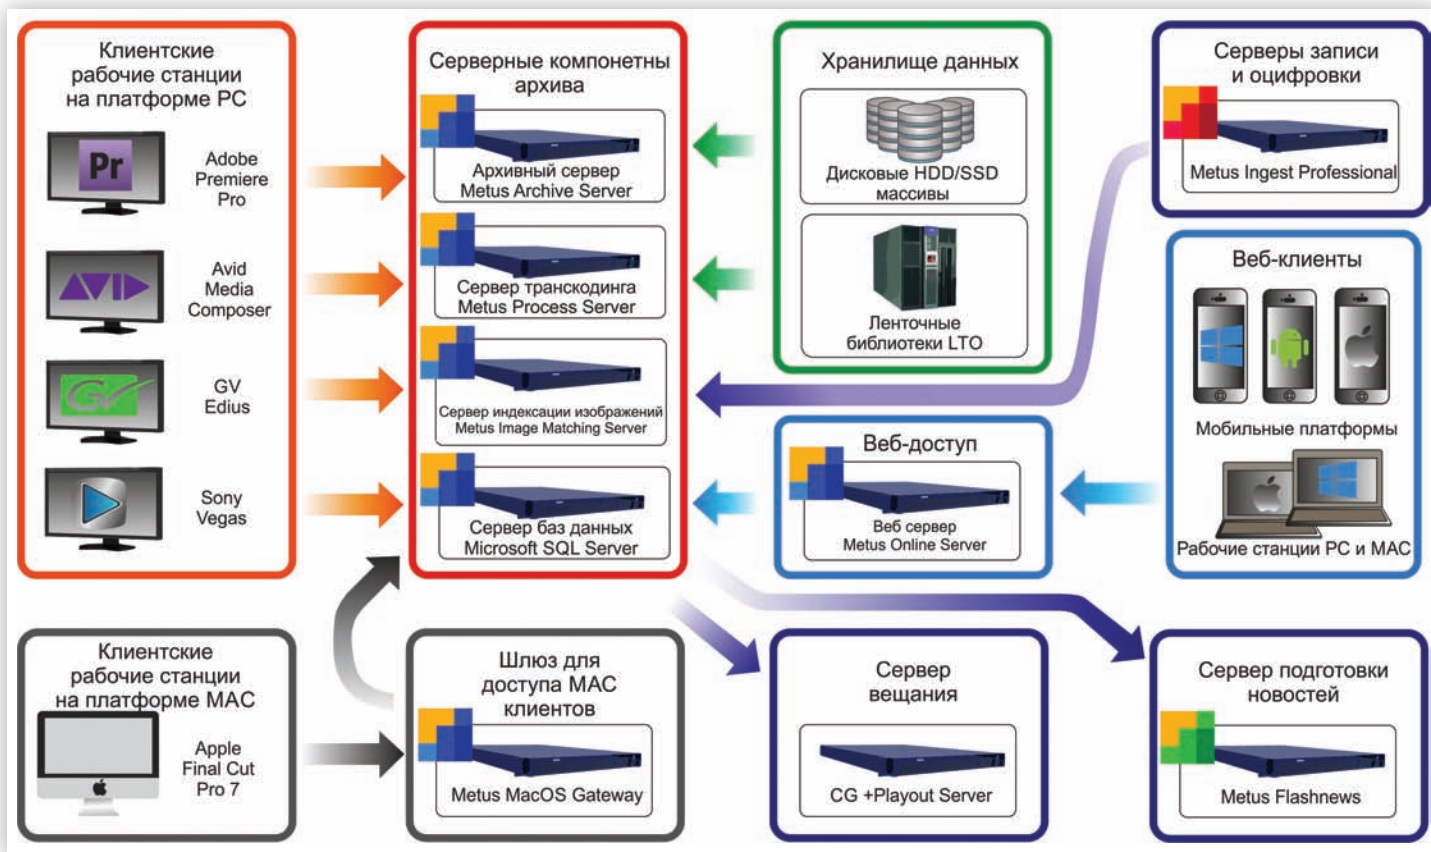 Клиентские
рабочие станции
на платформе PC
Pr
Adobe
Premiere
Pro
AVID
Avid
Media
Composer
GV
GV
Edius
Sony
Vegas
Серверные компонетны
архива
Архивный сервер
Metus Archive Server
Сервер транскодинга
Metus Process Server
Сервер индексации изображений
Metus Image Matching Server
Сервер баз данных
Microsoft SQL Server
Хранилище данных
Дисковые HDD/SSD
массивы
Ленточные
библиотеки LTO
Веб-доступ
Веб сервер
Metus Online Server
Серверы записи
и оцифровки
Metus Ingest Professional
Веб-клиенты
Мобильные платформы
Рабочие станции PC и MAC
Клиентские
рабочие станции
на платформе MAC
Apple
Final Cut
Pro 7
Шлюз для
доступа MAC
клиентов
Metus MacOS Gateway
Сервер
вещания
CG +Playout Server
Сервер подготовки
новостей
Metus Flashnews